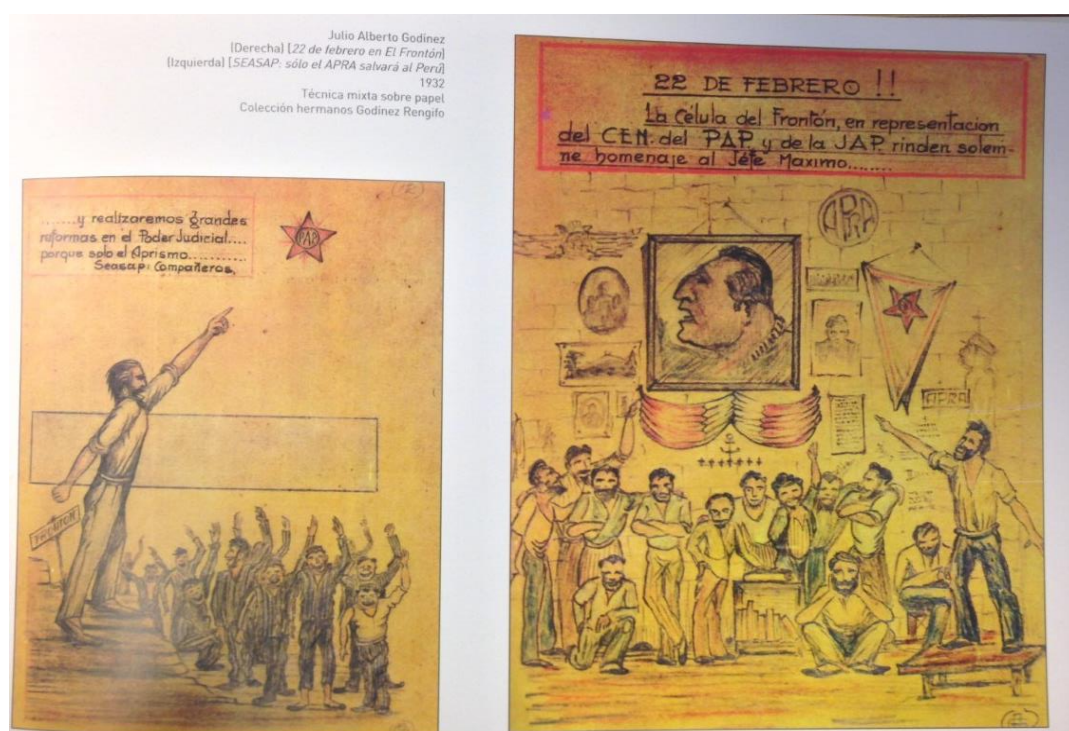 Julio Alberto Godinez
(Derecha) [22 de febrero en El Frontón]
(Izquierda) [SEASAP: sólo el APRA salvará al Perú]
1932
Técnica mixta sobre papel
Colección hermanos Godínez Rengifo
.......y realizaremos grandes
reformas en el Poder Judicial....
porque solo el Aprismo..........
Seasap: Compañeros.
PAP
FRONTON
22 DE FEBRERO !!
La Célula del Frontón, en representacion
del CEN. del PAP. y de la JAP. rinden solem-
ne homenaje al Jéfe Maximo........
APRA
APRA